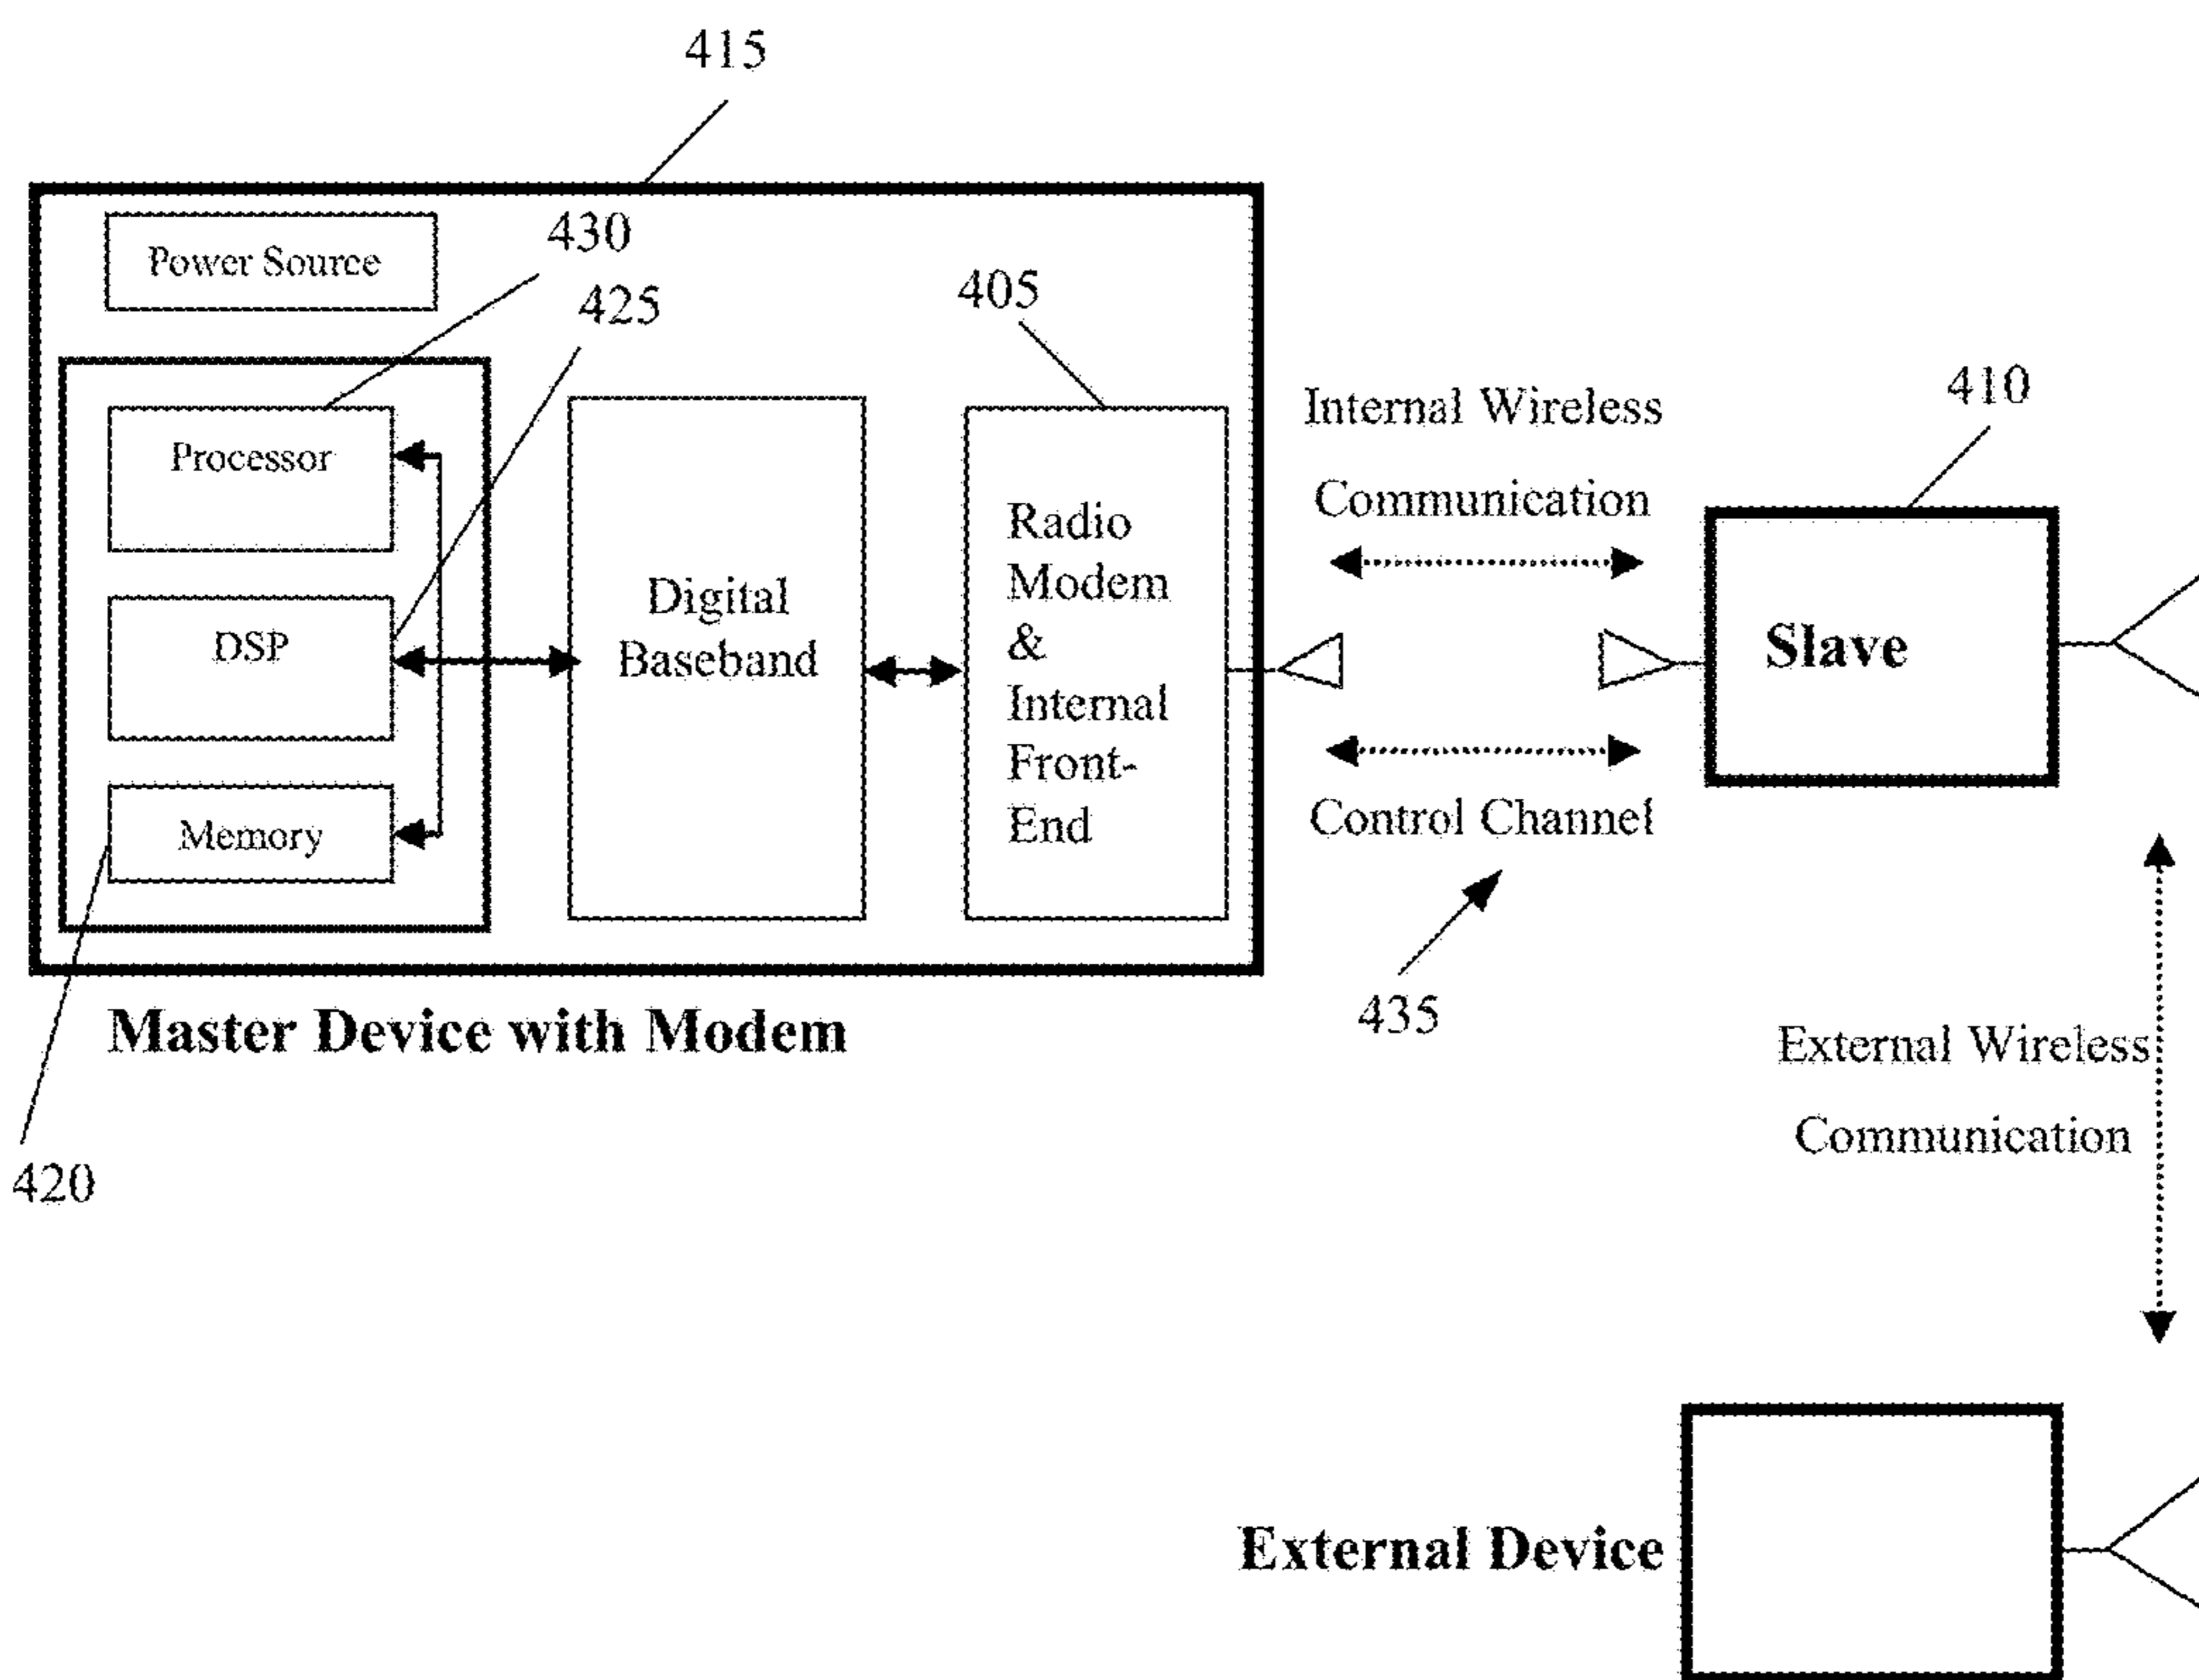 415
430
Power Source
425
405
Internal Wireless
Communication
410
Processor
Radio
Modem
&
Internal
Front-
End
Digital
Baseband
DSP
Slave
Memory
Control Channel
435
Master Device with Modem
External Wireless
Communication
420
External Device